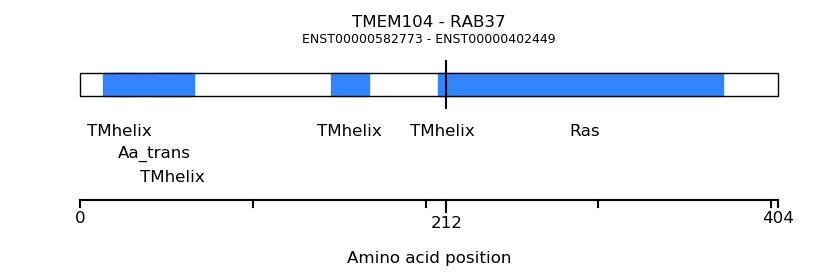 TMEM104 - RAB37
ENST00000582773 - ENST00000402449
TMhelix TMhelix TMhelix Ras
Aa_trans
TMhelix
0 212 404
Amino acid position